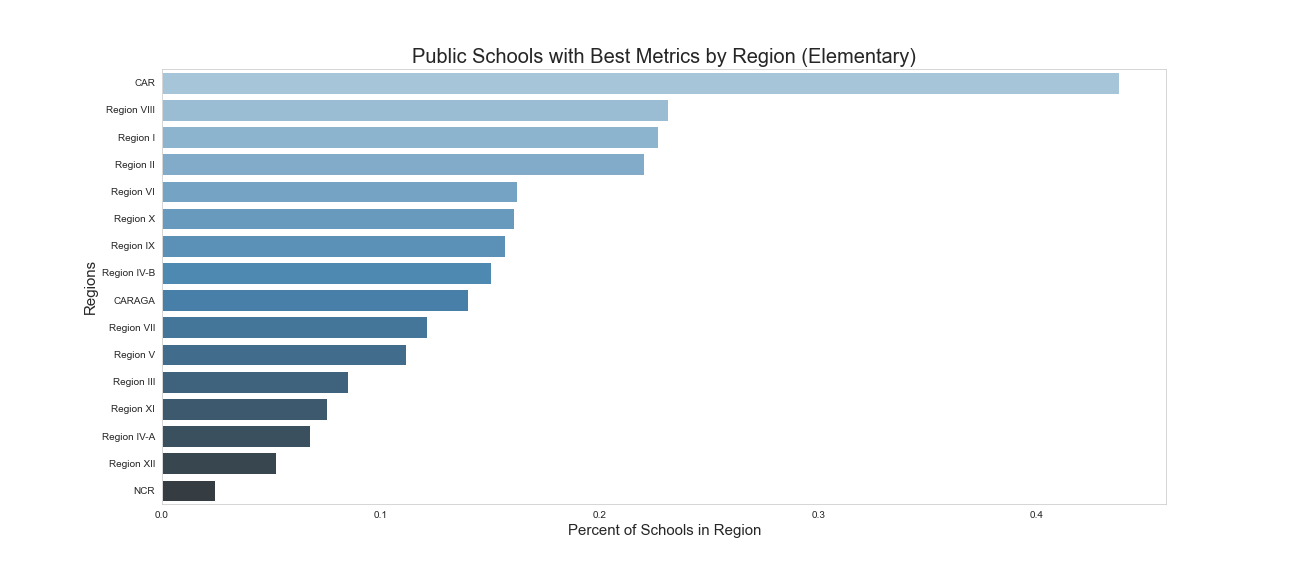 Public Schools with Best Metrics by Region (Elementary)
Regions
CAR
Region VIII
Region I
Region II
Region VI
Region X
Region IX
Region IV-B
CARAGA
Region VII
Region V
Region III
Region XI
Region IV-A
Region XII
NCR
0.0 0.1 0.2 0.3 0.4
Percent of Schools in Region